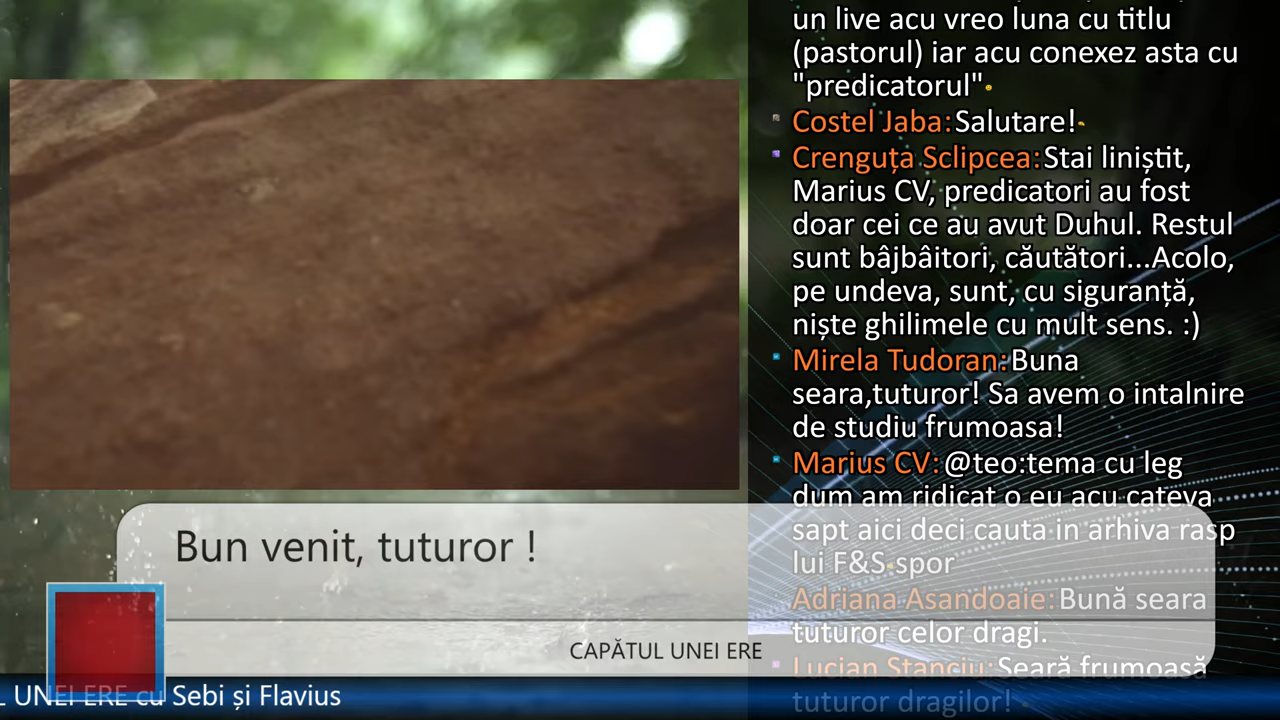 un live acu vreo luna cu titlu
(pastorul) iar acu conexez asta cu
"predicatorul"
Costel Jaba: Salutare!
Crenguța Sclipcea: Stai liniștit,
Marius CV, predicatori au fost
doar cei ce au avut Duhul. Restul
sunt bâjbâitori, căutători...Acolo,
pe undeva, sunt, cu siguranță,
niște ghilimele cu mult sens. :)
Mirela Tudoran: Buna
seara,tuturor! Sa avem o intalnire
de studiu frumoasa!
Marius CV: @teo:tema cu leg
dum am ridicat o eu acu cateva
sapt aici deci cauta in arhiva rasp
lui F&S spor
Adriana Asandoaie: Bună seara
tuturor celor dragi.
Lucian Stanciu: Seară frumoasă
tuturor dragilor!
Bun venit, tuturor !
CAPĂTUL UNEI ERE
L UNEI ERE cu Sebi și Flavius